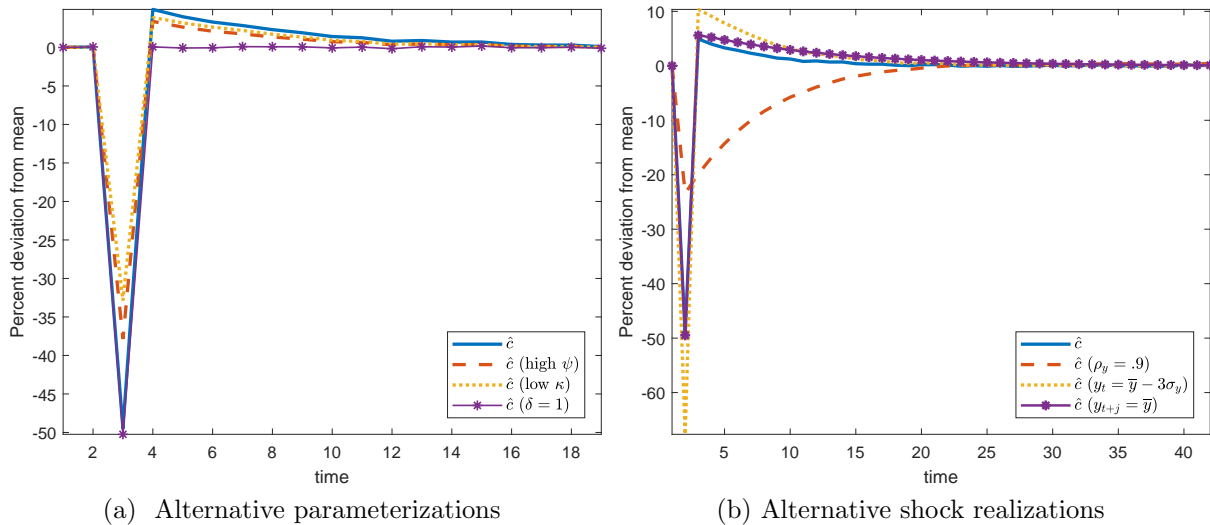 Percent deviation from mean
0
-5
-10
-15
-20
-25
-30
-35
-40
-45
-50
2 4 6 8 10 12 14 16 18
time
ĉ
ĉ (high ψ)
ĉ (low κ)
ĉ (δ = 1)
(a) Alternative parameterizations
Percent deviation from mean
10
0
-10
-20
-30
-40
-50
-60
5 10 15 20 25 30 35 40
time
ĉ
ĉ (ρ_y = .9)
ĉ (y_t = y̅ − 3σ_y)
ĉ (y_{t+j} = y̅)
(b) Alternative shock realizations